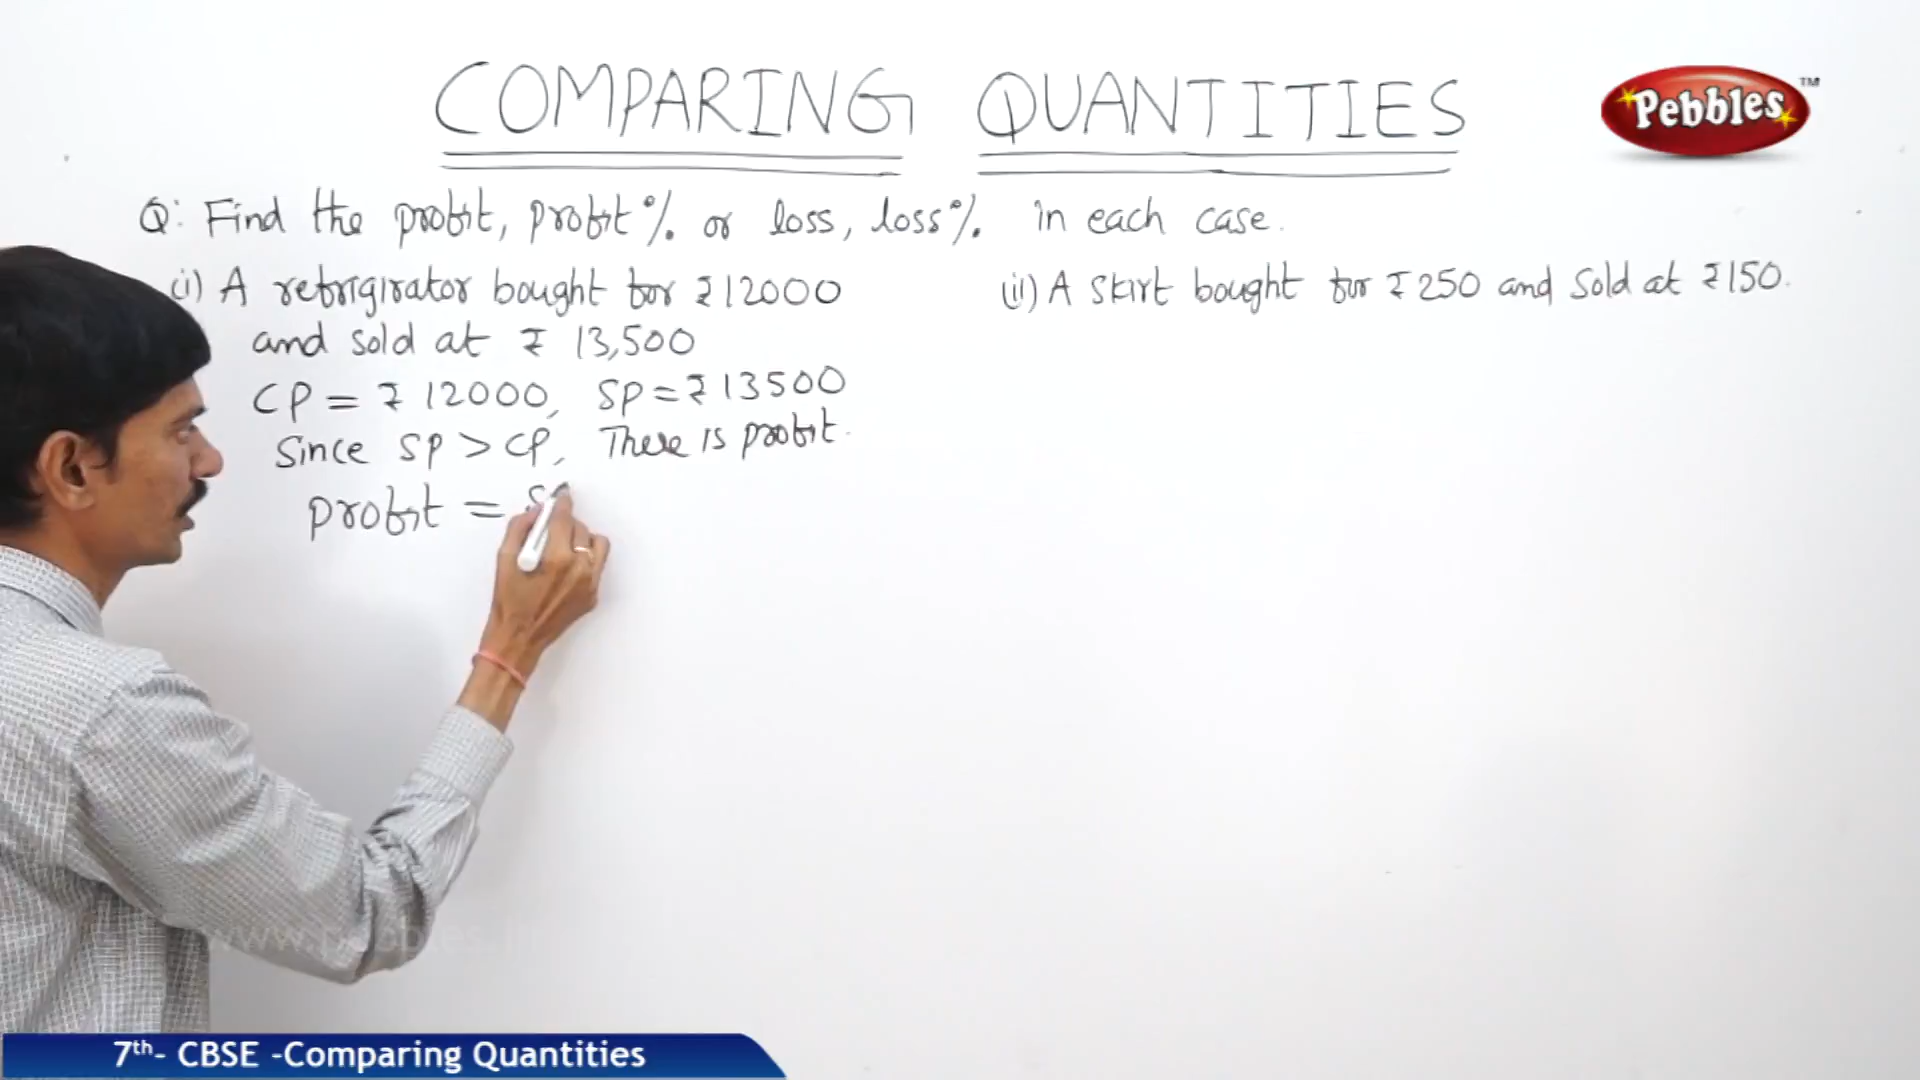 COMPARING QUANTITIES
Pebbles™
Q: Find the profit, profit% or loss, loss% in each case.
(i) A refrigirator bought for ₹12000
and sold at ₹ 13,500
CP = ₹ 12000, SP=₹13500
Since SP > CP, There is profit.
profit =
(ii) A Skirt bought for ₹250 and Sold at ₹150.
7th- CBSE -Comparing Quantities